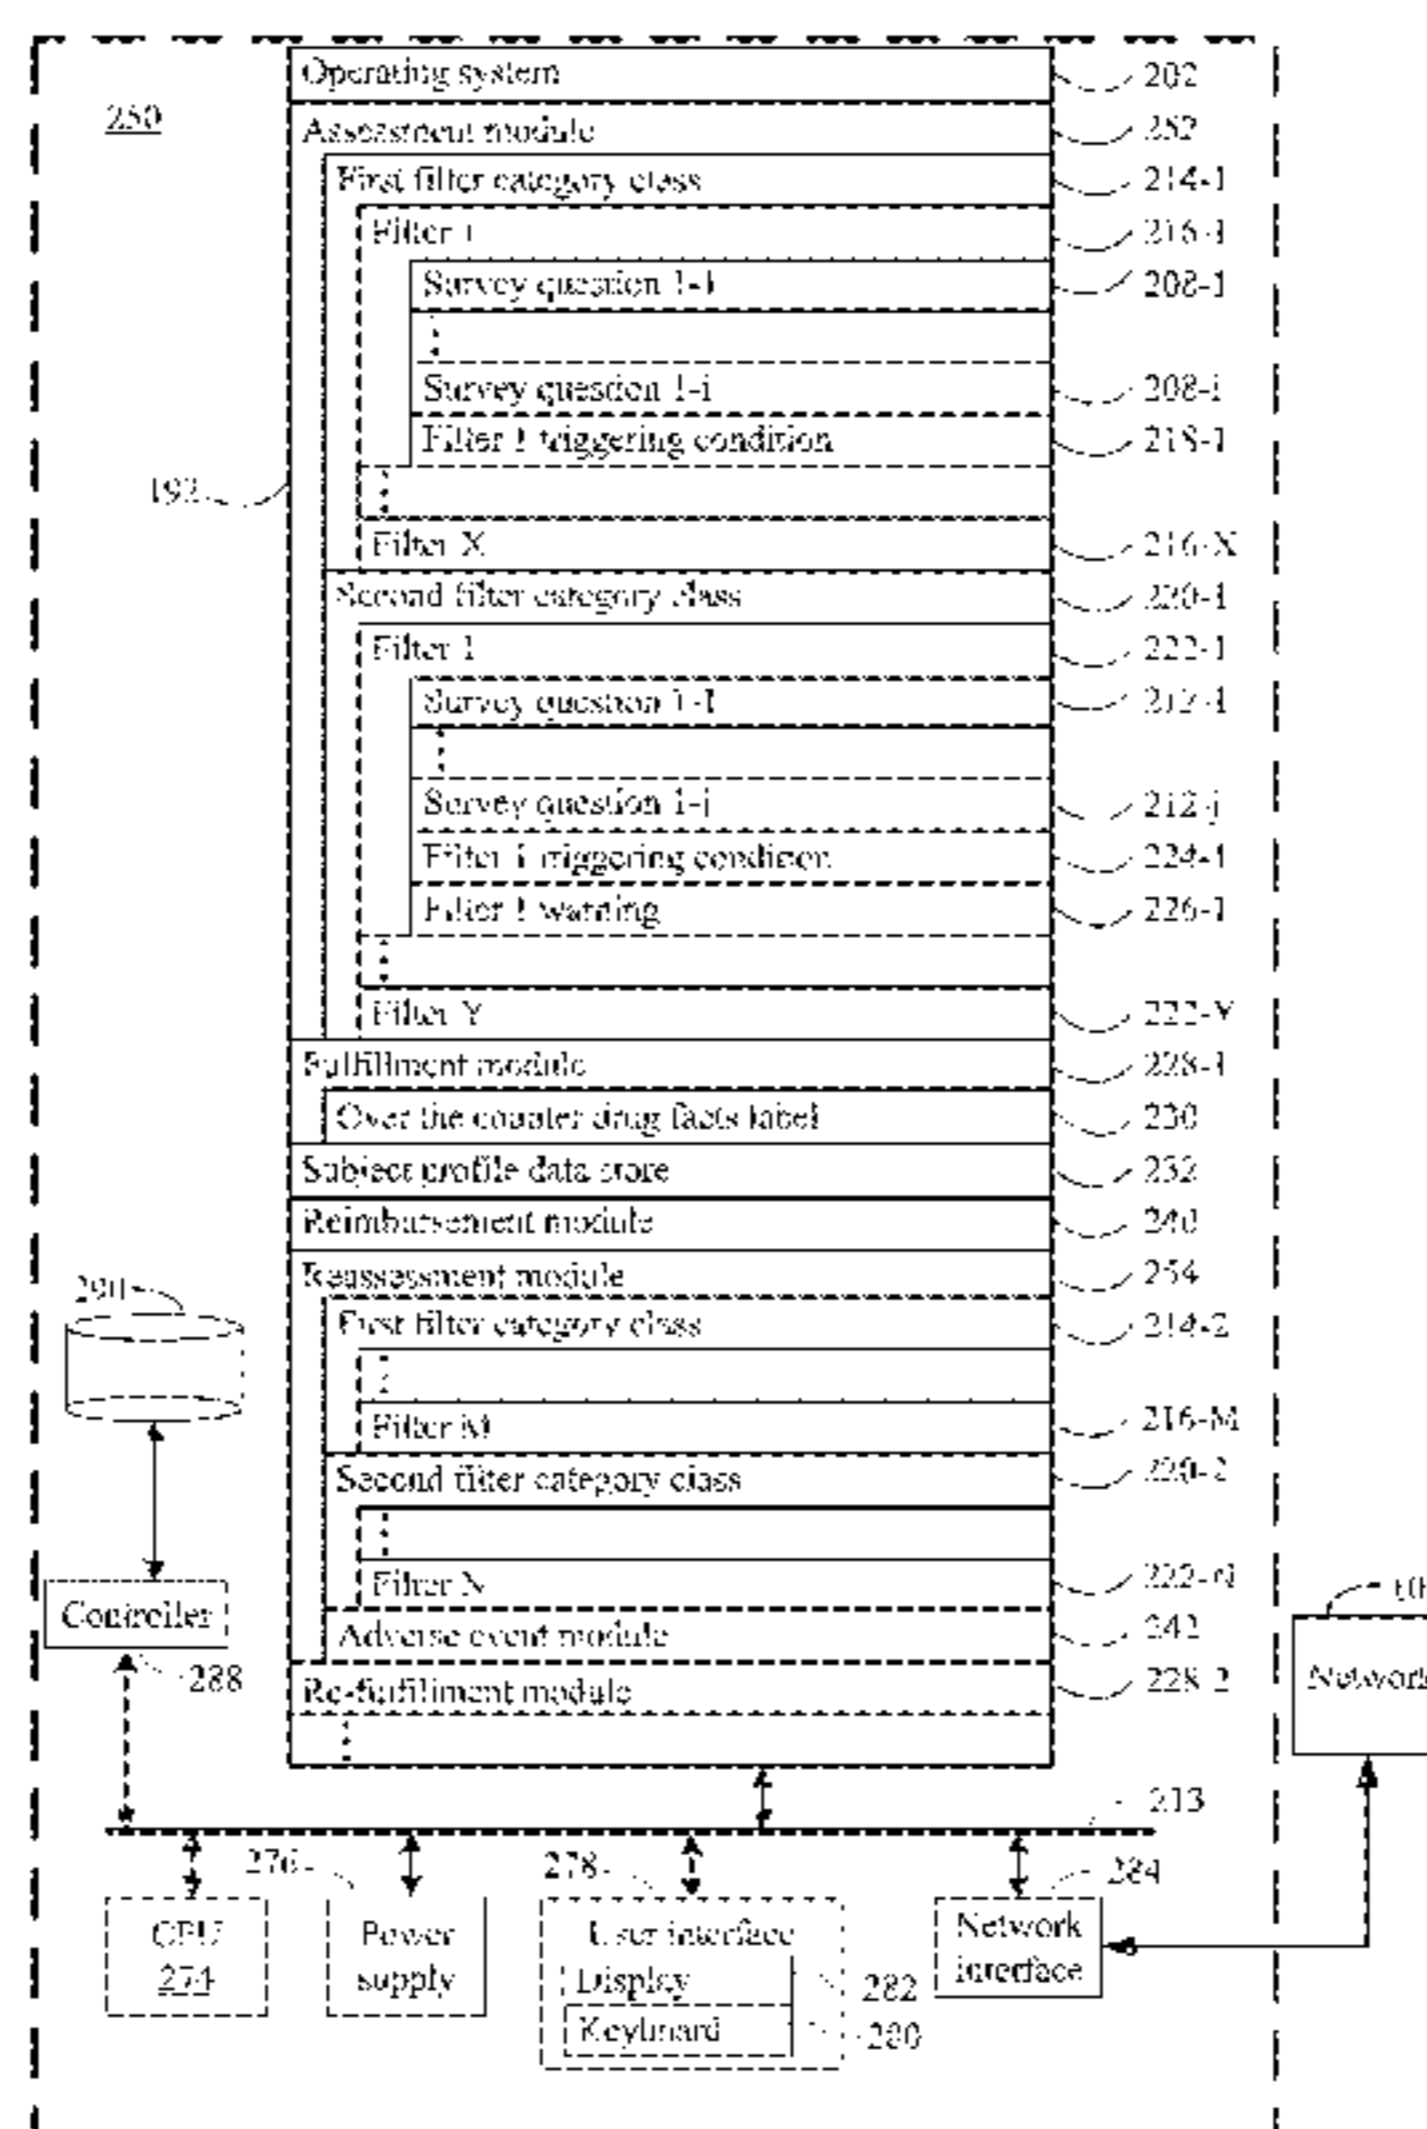 Operating system 202
250
Assessment module 252
First filter category class 214-1
Filter 1 216-1
Survey question 1-1 208-1
Survey question 1-i 208-i
Filter 1 triggering condition 218-1
192
Filter X 216-X
Second filter category class 220-1
Filter 1 222-1
Survey question 1-1 212-1
Survey question 1-j 212-j
Filter 1 triggering condition 224-1
Filter 1 warning 226-1
Filter Y 222-Y
Fulfillment module 228-1
Over the counter drug facts label 230
Subject profile data store 232
Reimbursement module 240
Reassessment module 254
290
First filter category class 214-2
Filter M 216-M
Second filter category class 220-2
Filter N 222-N
Controller
Adverse event module 242
288
Re-fulfillment module 228-2
Network
213
276 278 284
CPU
274
Power
supply
User interface
Display 282
Keyboard 280
Network
interface